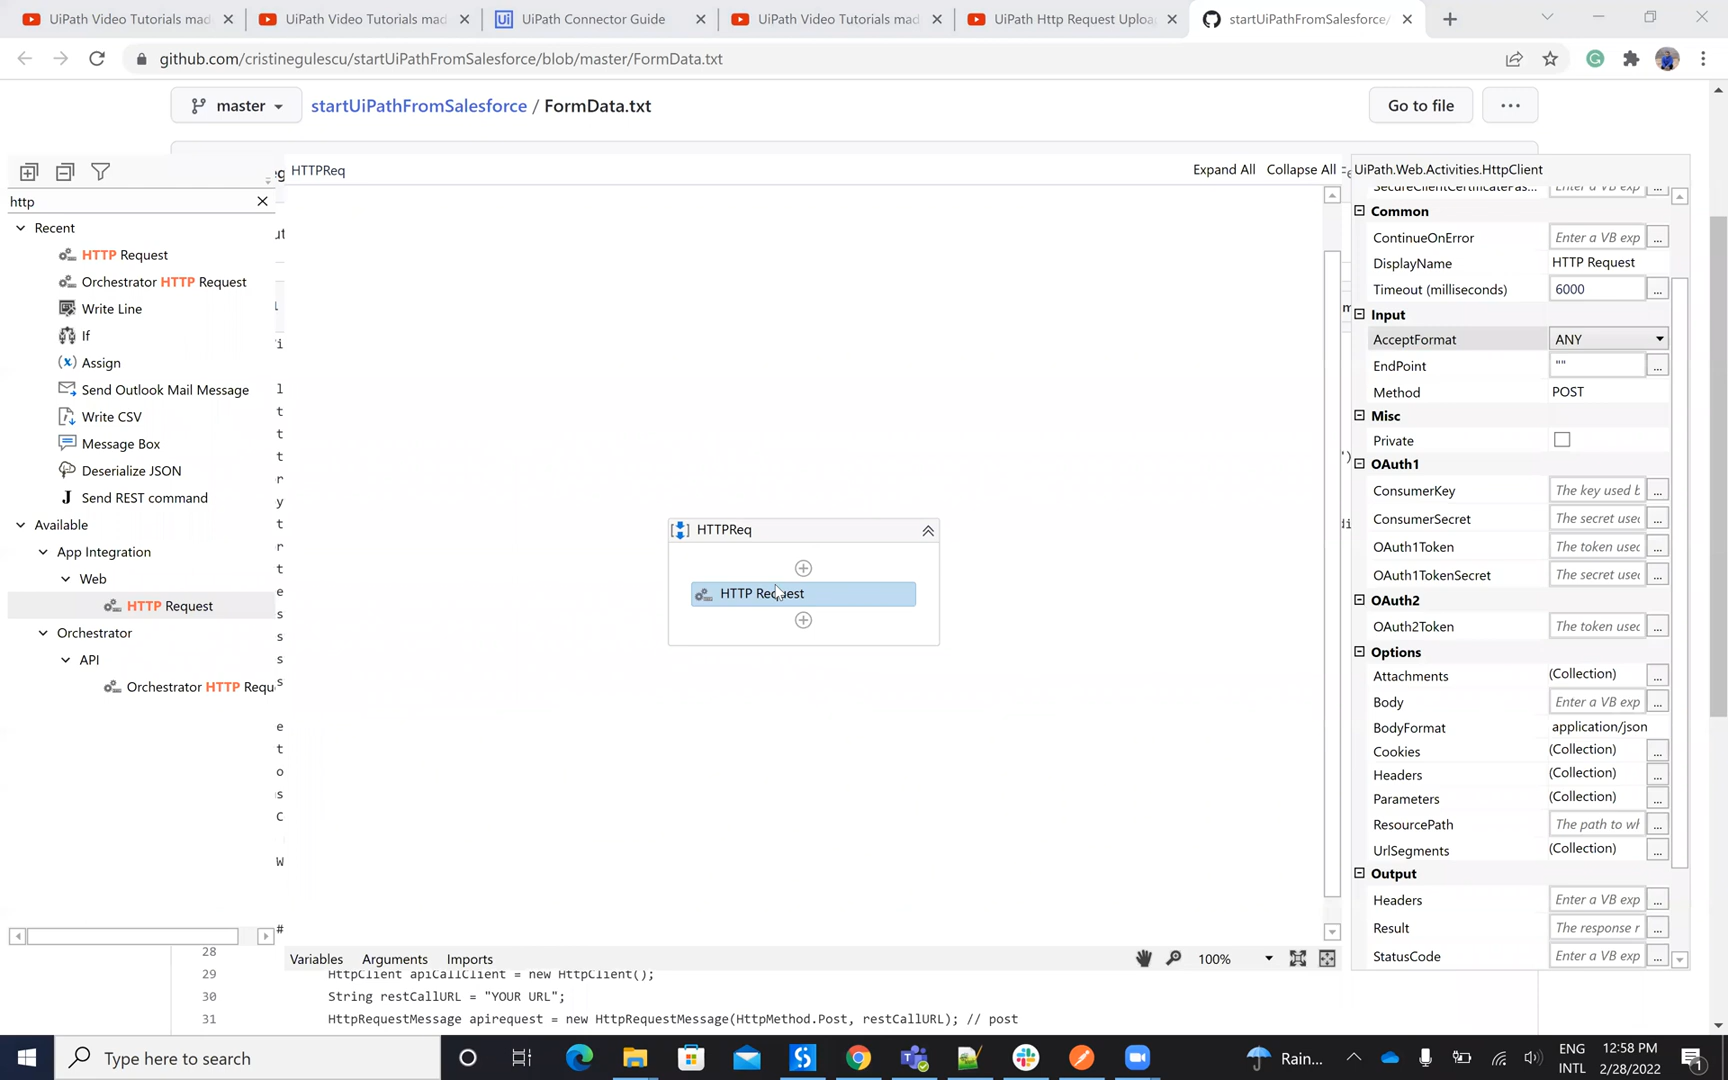 UiPath Video Tutorials mad
UiPath Video Tutorials mad
Ui UiPath Connector Guide
UiPath Video Tutorials mad
UiPath Http Request Uploa
startUiPathFromSalesforce/
github.com/cristinegulescu/startUiPathFromSalesforce/blob/master/FormData.txt
master
startUiPathFromSalesforce / FormData.txt
Go to file
...
HTTPReq
Expand All
Collapse All
UiPath.Web.Activities.HttpClient
http
Recent
HTTP Request
Orchestrator HTTP Request
Write Line
If
Assign
Send Outlook Mail Message
Write CSV
Message Box
Deserialize JSON
Send REST command
Available
App Integration
Web
HTTP Request
Orchestrator
API
Orchestrator HTTP Requ
HTTPReq
HTTP Request
SecureClientCertificatePas...
Enter a VB exp ...
Common
ContinueOnError Enter a VB exp ...
DisplayName HTTP Request
Timeout (milliseconds) 6000 ...
Input
AcceptFormat ANY
EndPoint "" ...
Method POST
Misc
Private
OAuth1
ConsumerKey The key used b ...
ConsumerSecret The secret usec ...
OAuth1Token The token usec ...
OAuth1TokenSecret The secret usec ...
OAuth2
OAuth2Token The token usec ...
Options
Attachments (Collection) ...
Body Enter a VB exp ...
BodyFormat application/json
Cookies (Collection) ...
Headers (Collection) ...
Parameters (Collection) ...
ResourcePath The path to wh ...
UrlSegments (Collection) ...
Output
Headers Enter a VB exp ...
Result The response r ...
StatusCode Enter a VB exp ...
Variables Arguments Imports
100%
28
29 HttpClient apiCallClient = new HttpClient();
30 String restCallURL = "YOUR URL";
31 HttpRequestMessage apirequest = new HttpRequestMessage(HttpMethod.Post, restCallURL); // post
Type here to search
Rain...
ENG
INTL
12:58 PM
2/28/2022
1